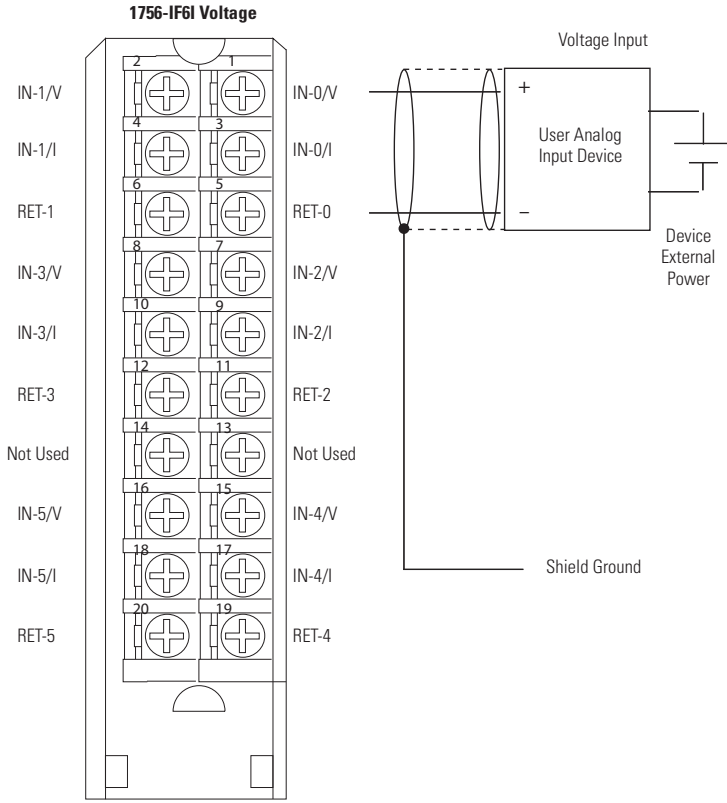 1756-IF6I Voltage
Voltage Input
2 1
IN-1/V IN-0/V + User Analog
Input Device
4 3
IN-1/I IN-0/I
6 5
RET-1 RET-0 –
8 7
Device
External
Power
IN-3/V IN-2/V
10 9
IN-3/I IN-2/I
12 11
RET-3 RET-2
14 13
Not Used Not Used
16 15
IN-5/V IN-4/V
18 17
IN-5/I IN-4/I Shield Ground
20 19
RET-5 RET-4